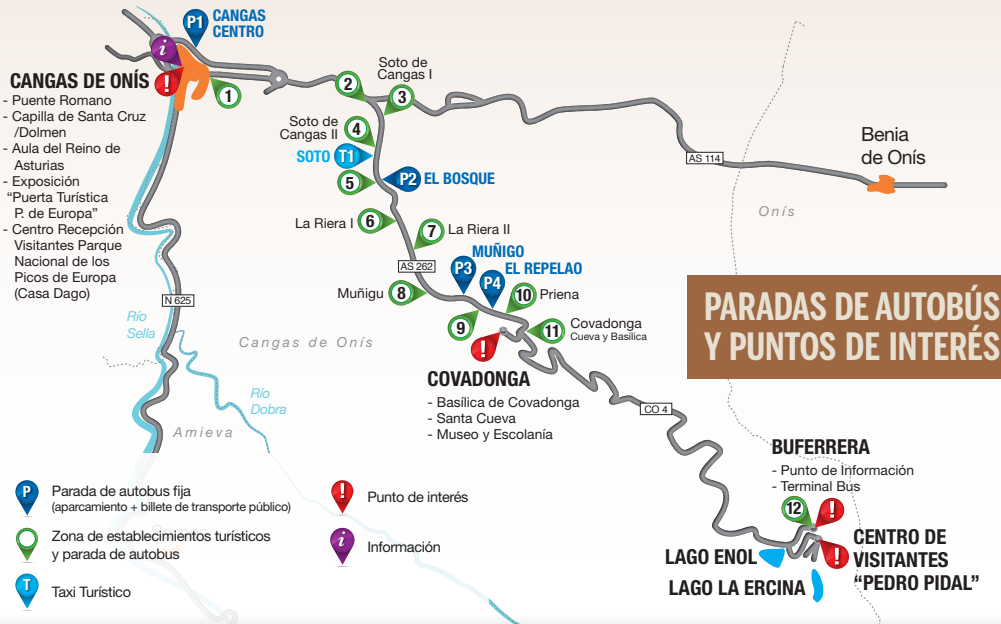 P1
CANGAS
CENTRO
i
!
1
CANGAS DE ONÍS
- Puente Romano
- Capilla de Santa Cruz
/Dolmen
- Aula del Reino de
Asturias
- Exposición
"Puerta Turística
P. de Europa"
- Centro Recepción
Visitantes Parque
Nacional de los
Picos de Europa
(Casa Dago)
2
Soto de
Cangas I
3
Soto de
Cangas II
4
SOTO
T1
5
P2
EL BOSQUE
La Riera I
6
7
La Riera II
AS 262
AS 114
Benia
de Onís
Onís
MUÑIGO
P3
EL REPELAO
P4
Muñigu
8
9
10
Priena
11
Covadonga
Cueva y Basílica
!
COVADONGA
- Basílica de Covadonga
- Santa Cueva
- Museo y Escolanía
N 625
Río
Sella
Cangas de Onís
Río
Dobra
Amieva
PARADAS DE AUTOBÚS
Y PUNTOS DE INTERÉS
CO 4
BUFERRERA
- Punto de Información
- Terminal Bus
12
!
!
CENTRO DE
VISITANTES
"PEDRO PIDAL"
LAGO ENOL
LAGO LA ERCINA
P
Parada de autobus fija
(aparcamiento + billete de transporte público)
Zona de establecimientos turísticos
y parada de autobus
T
Taxi Turístico
!
Punto de interés
i
Información